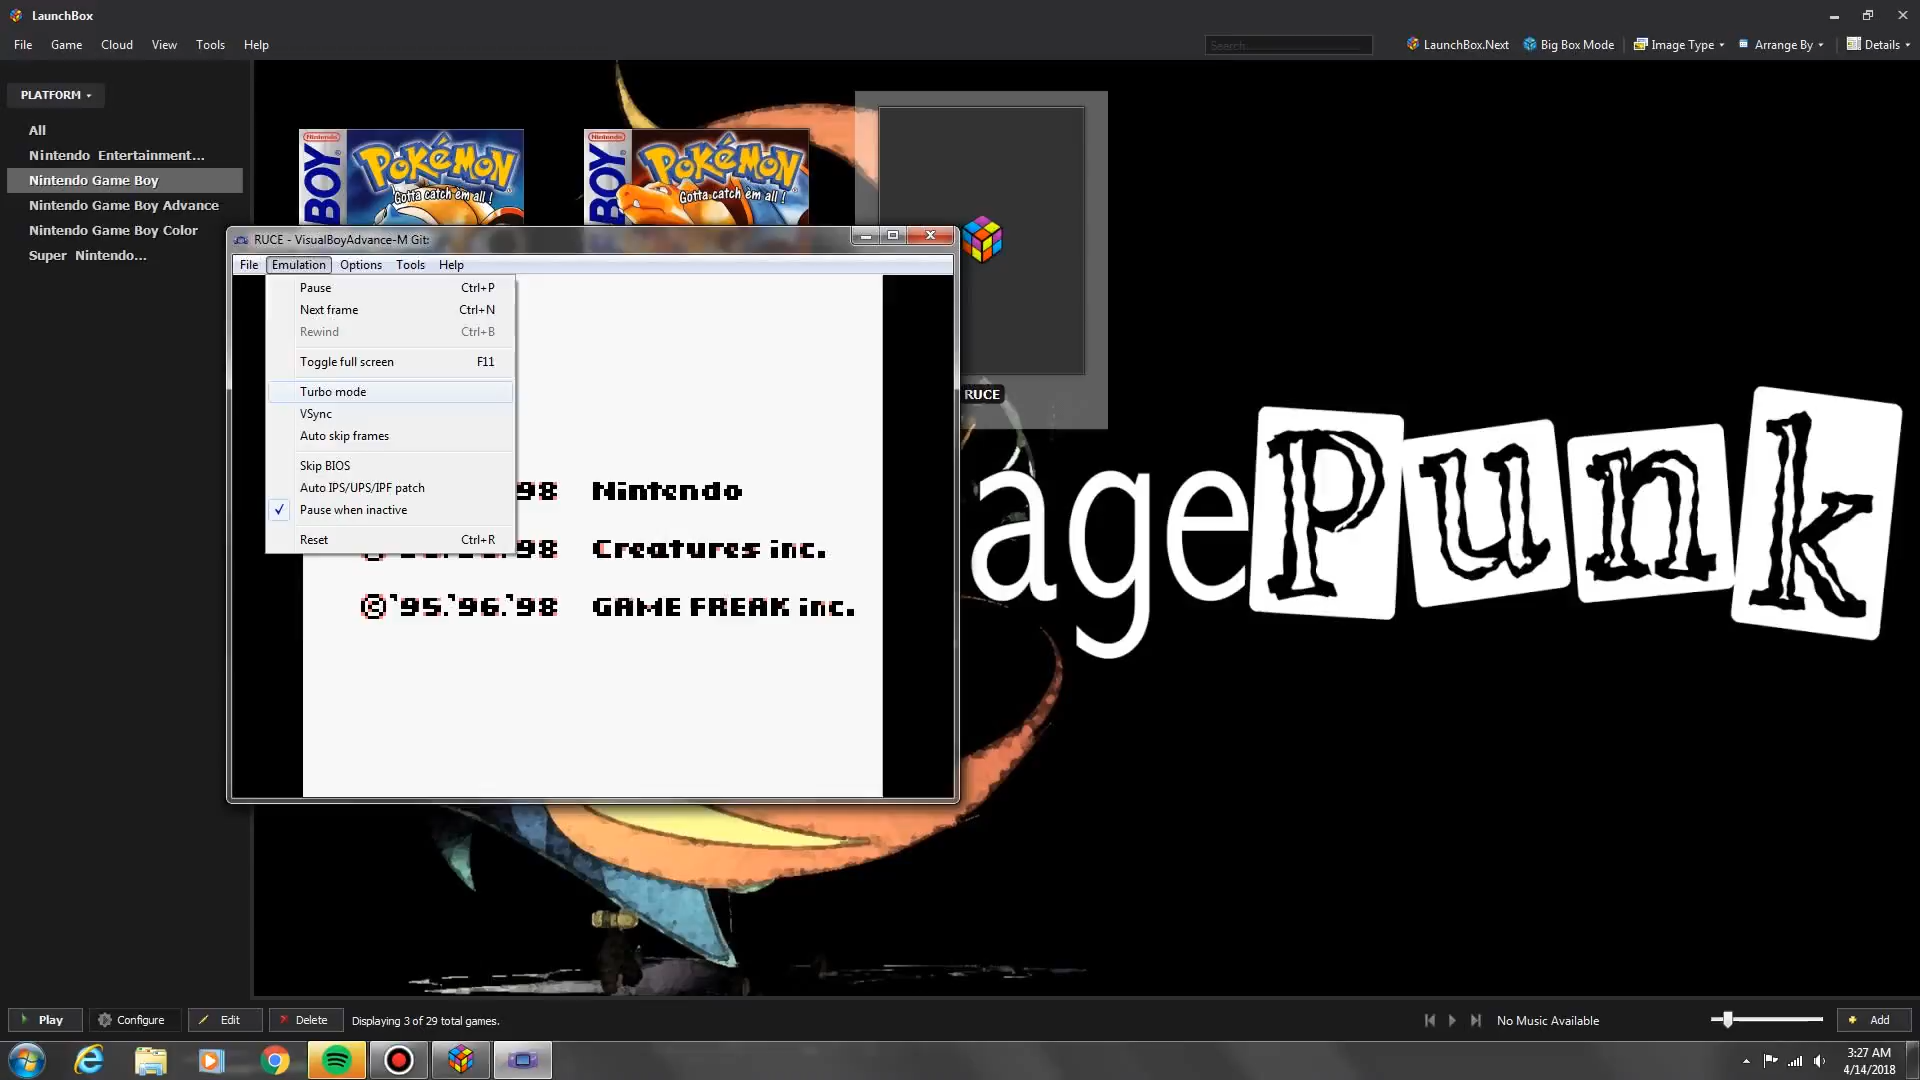 LaunchBox
File Game Cloud View Tools Help
Search...
LaunchBox.Next Big Box Mode Image Type Arrange By Details
PLATFORM
All
Nintendo Entertainment...
Nintendo Game Boy
Nintendo Game Boy Advance
Nintendo Game Boy Color
Super Nintendo...
Nintendo
BOY
POKéMON
Gotta catch 'em all!
Nintendo
BOY
POKéMON
Gotta catch 'em all!
RUCE
RUCE - VisualBoyAdvance-M Git:
File Emulation Options Tools Help
Pause Ctrl+P
Next frame Ctrl+N
Rewind Ctrl+B
Toggle full screen F11
Turbo mode
VSync
Auto skip frames
Skip BIOS
Auto IPS/UPS/IPF patch
Pause when inactive
Reset Ctrl+R
98 Nintendo
98 Creatures inc.
©'95.'96.'98 GAME FREAK inc.
agePunk
Play Configure Edit Delete Displaying 3 of 29 total games.
No Music Available
Add
3:27 AM
4/14/2018